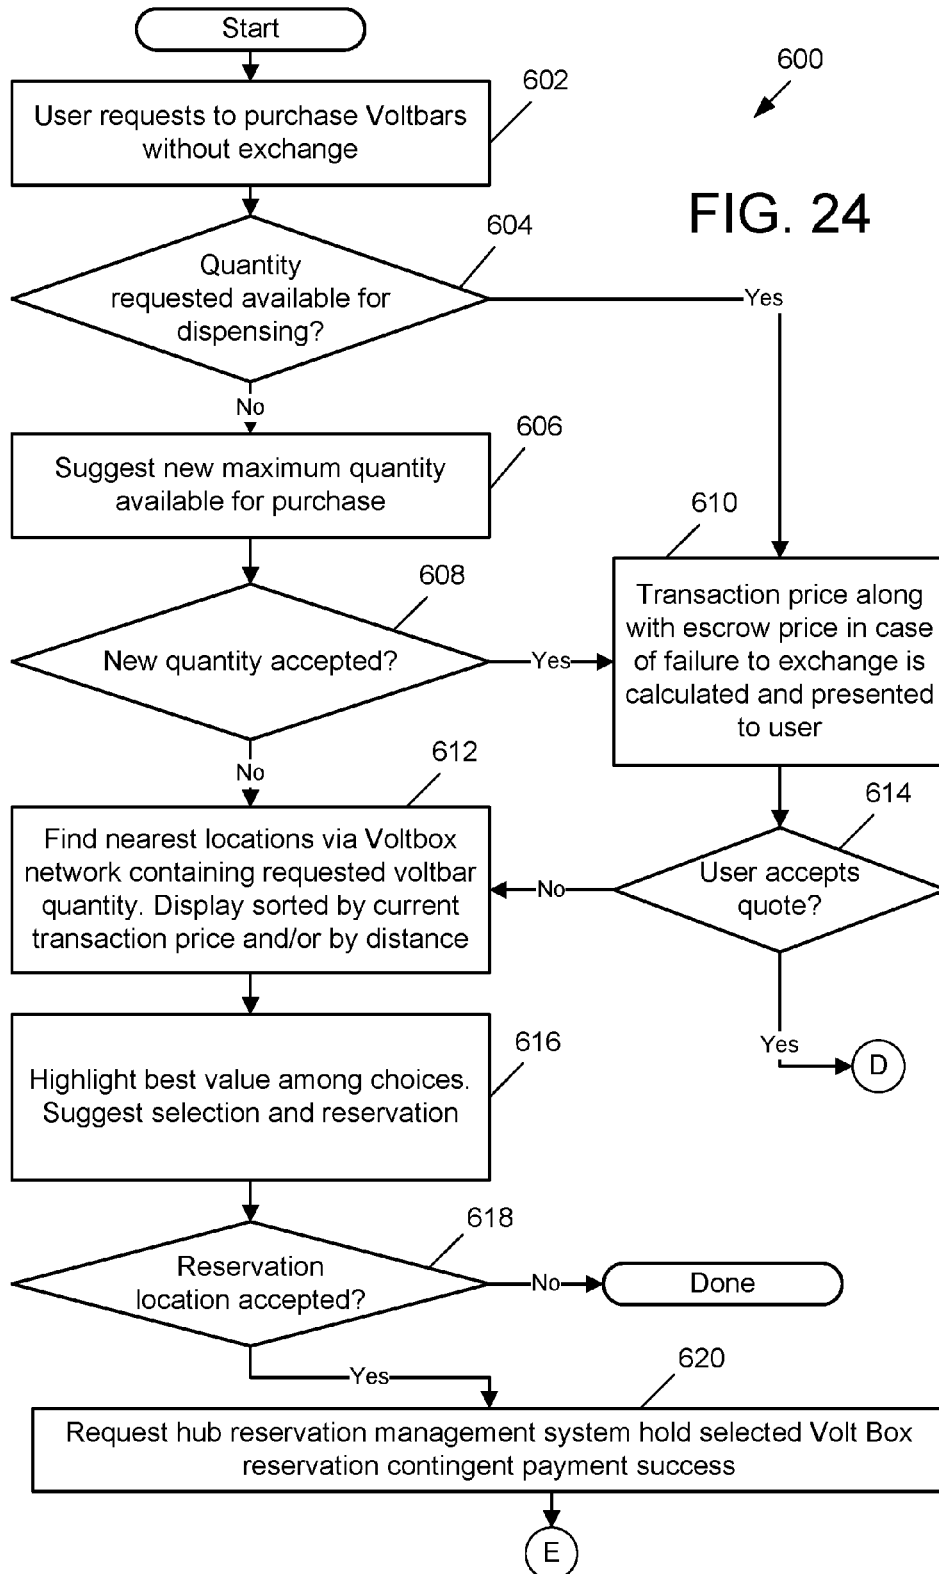 Start
600
602
User requests to purchase Voltbars
without exchange
FIG. 24
604
Quantity
requested available for
dispensing?
Yes
No
606
Suggest new maximum quantity
available for purchase
610
Transaction price along
with escrow price in case
of failure to exchange is
calculated and presented
to user
608
New quantity accepted?
Yes
No
612
Find nearest locations via Voltbox
network containing requested voltbar
quantity. Display sorted by current
transaction price and/or by distance
614
User accepts
quote?
No
Yes
D
616
Highlight best value among choices.
Suggest selection and reservation
618
Reservation
location accepted?
No
Done
Yes
620
Request hub reservation management system hold selected Volt Box
reservation contingent payment success
E